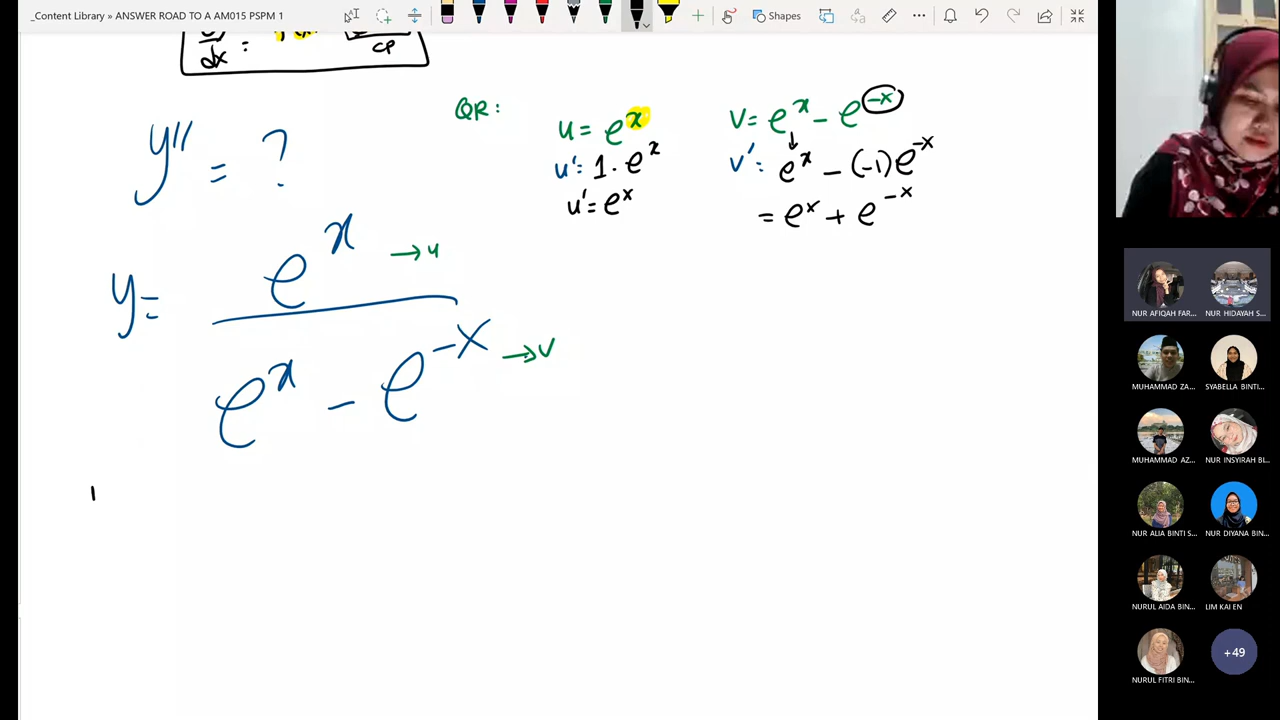 _Content Library » ANSWER ROAD TO A AM015 PSPM 1
Shapes
dx =
QR :
u = e^x
u' = 1 · e^x
u' = e^x
V = e^x − e^(−x)
V' = e^x − (−1)e^−x
= e^x + e^−x
y'' = ?
y = e^x → u
e^x − e^−x → V
NUR AFIQAH FAR...
NUR HIDAYAH S...
MUHAMMAD ZA...
SYABELLA BINTI...
MUHAMMAD AZ...
NUR INSYIRAH BI...
NUR ALIA BINTI S...
NUR DIYANA BIN...
NURUL AIDA BIN...
LIM KAI EN
NURUL FITRI BIN...
+49